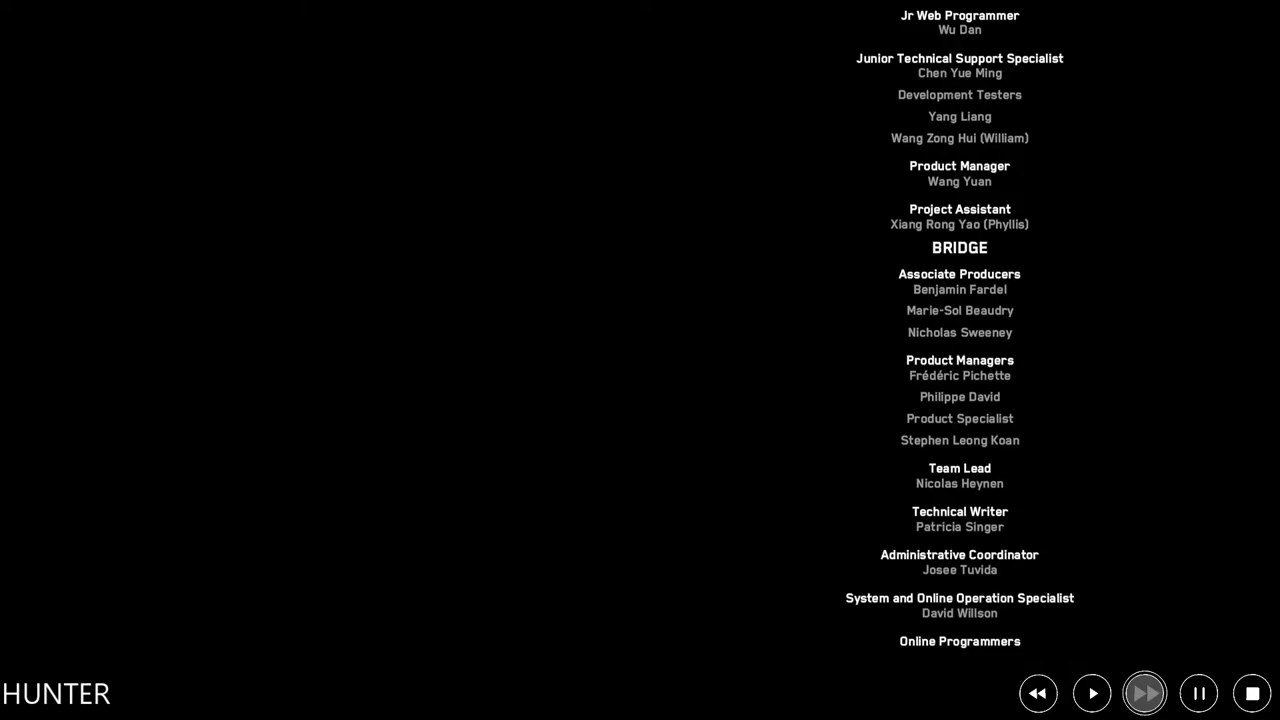 Jr Web Programmer
Wu Dan
Junior Technical Support Specialist
Chen Yue Ming
Development Testers
Yang Liang
Wang Zong Hui (William)
Product Manager
Wang Yuan
Project Assistant
Xiang Rong Yao (Phyllis)
BRIDGE
Associate Producers
Benjamin Fardel
Marie-Sol Beaudry
Nicholas Sweeney
Product Managers
Frédéric Pichette
Philippe David
Product Specialist
Stephen Leong Koan
Team Lead
Nicolas Heynen
Technical Writer
Patricia Singer
Administrative Coordinator
Josee Tuvida
System and Online Operation Specialist
David Willson
Online Programmers
HUNTER